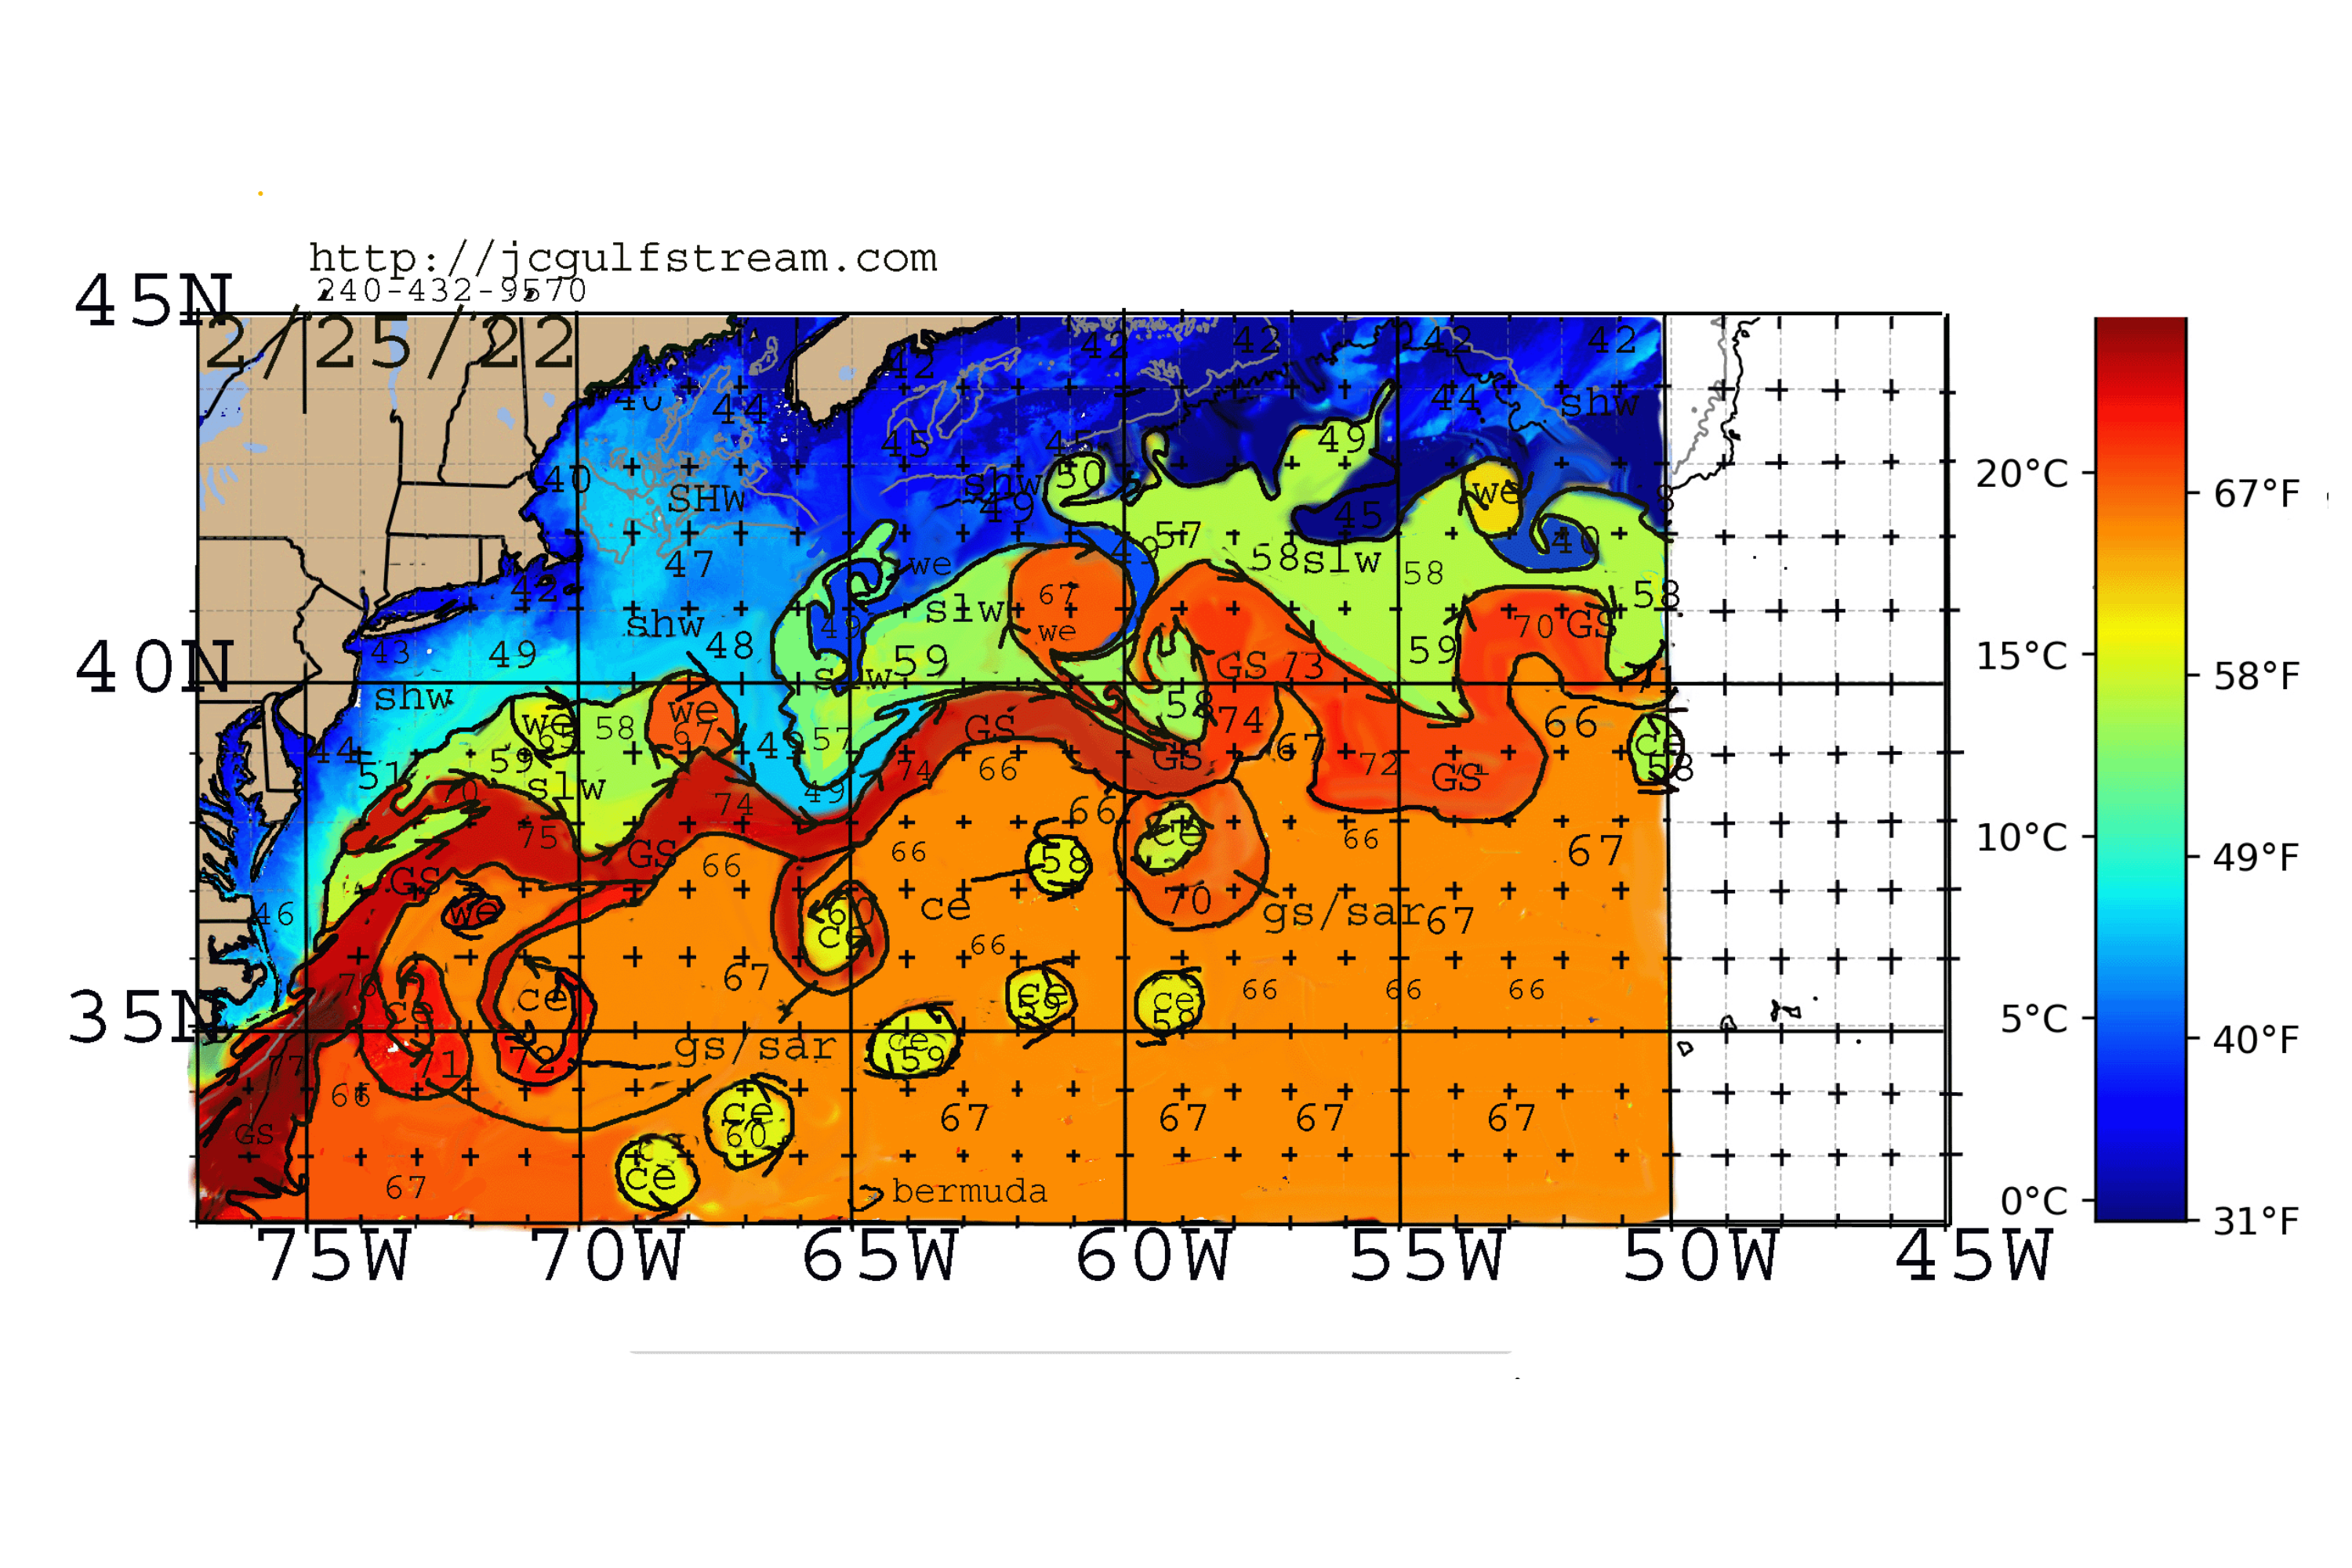 http://jcgulfstream.com
240-432-9570
45N
2/25/22
42 42 42 42 42
44 44 shw
45 45 49
40 SHW shw 50 we
49 45
47 we 49 57 58slw 58 40
42 67 58
shw slw we 70 GS
43 49 48 49 59 GS 73 59
40N
shw slw
we 58 we 67 49 57 GS 58 74 67 66 ce
44 51 59 slw 74 66 GS 72 GS 58
70 75 74 49 66 ce 66 67
GS GS 66 66 58
46 we 60 ce ce 70 gs/sar 67
67 66
76 ce ce ce 59 ce 58 66 66 66
35N
77 71 72 gs/sar ce 59
66 ce 60 67 67 67 67
GS ce
67 bermuda
75W 70W 65W 60W 55W 50W 45W
20°C 67°F
15°C 58°F
10°C 49°F
5°C 40°F
0°C 31°F